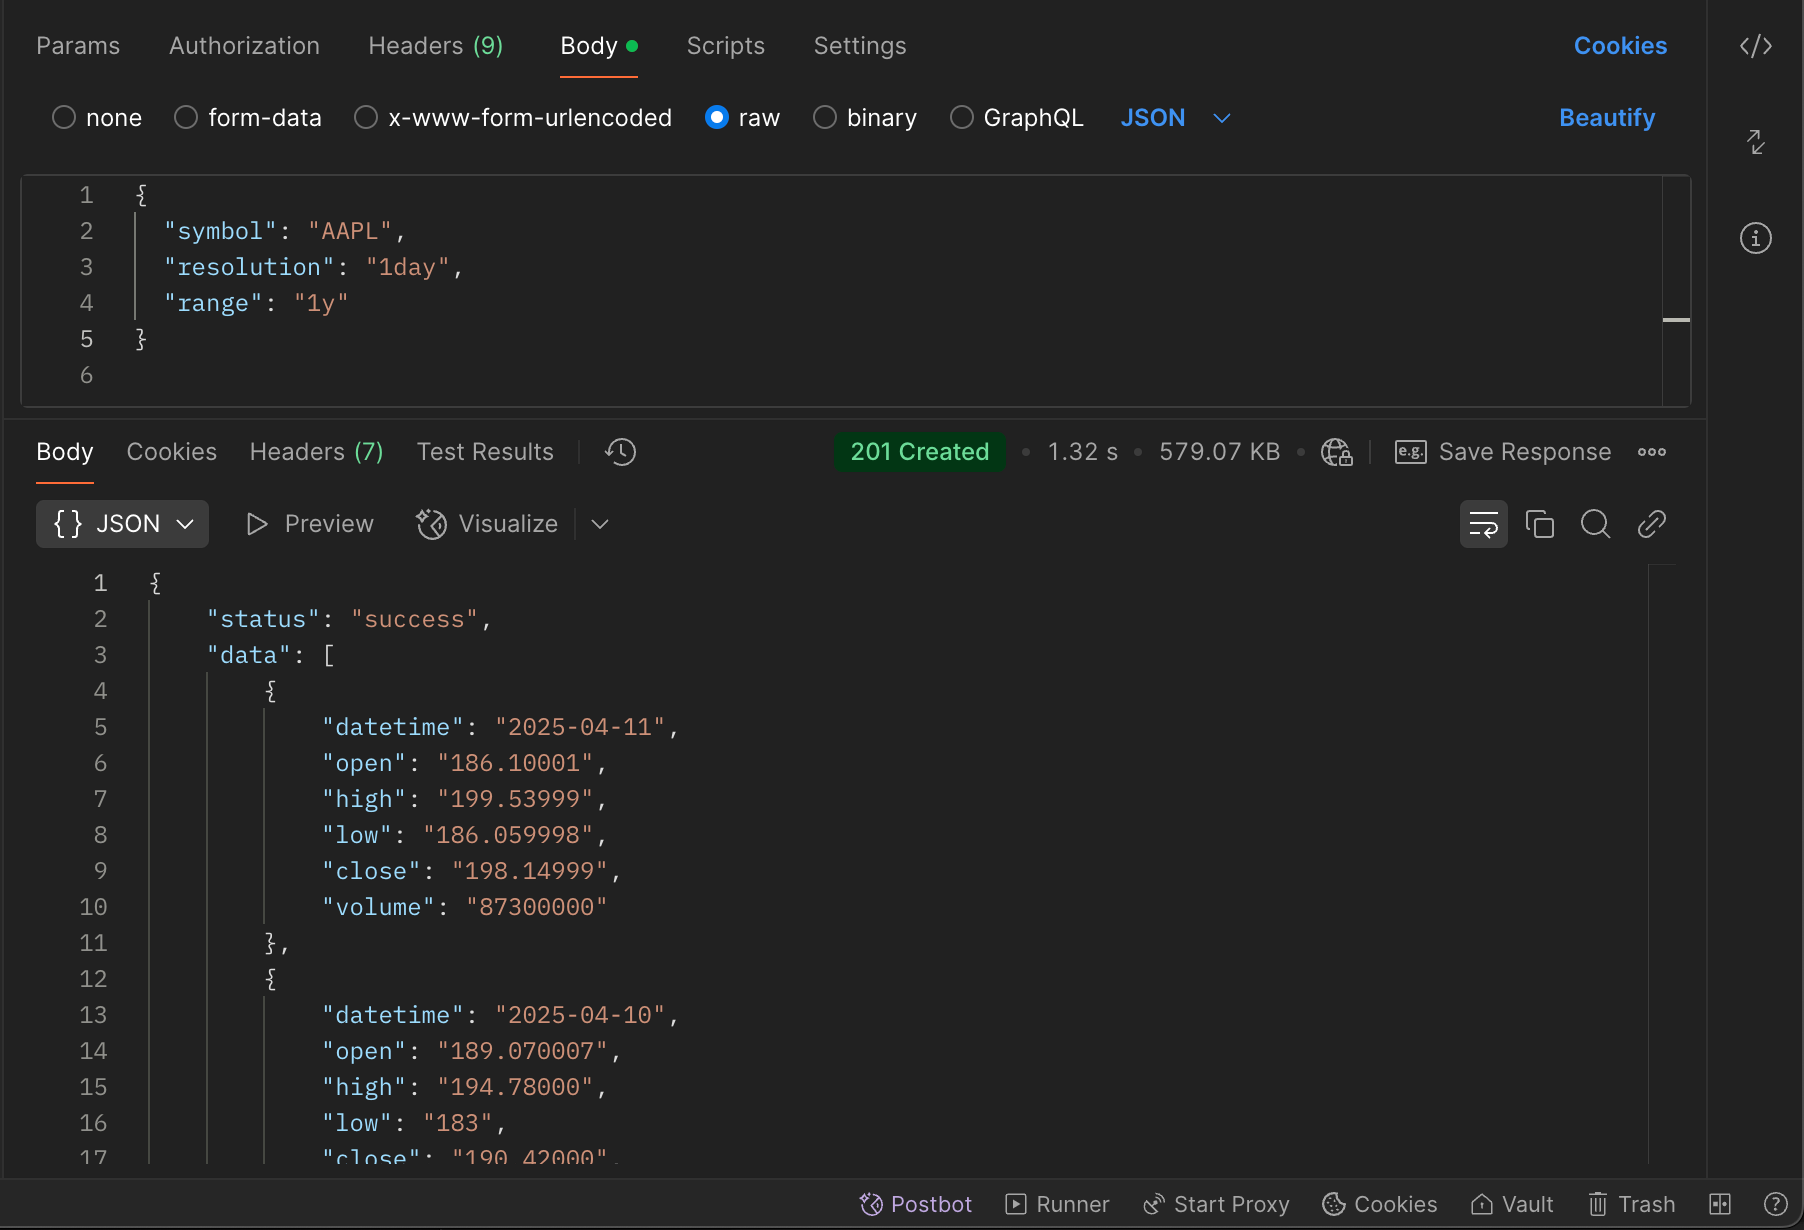 Params Authorization Headers (9) Body Scripts Settings Cookies
none form-data x-www-form-urlencoded raw binary GraphQL JSON Beautify
1 {
2 "symbol": "AAPL",
3 "resolution": "1day",
4 "range": "1y"
5 }
6
Body Cookies Headers (7) Test Results 201 Created 1.32 s 579.07 KB e.g. Save Response
{} JSON Preview Visualize
1 {
2 "status": "success",
3 "data": [
4 {
5 "datetime": "2025-04-11",
6 "open": "186.10001",
7 "high": "199.53999",
8 "low": "186.059998",
9 "close": "198.14999",
10 "volume": "87300000"
11 },
12 {
13 "datetime": "2025-04-10",
14 "open": "189.070007",
15 "high": "194.78000",
16 "low": "183",
17 "close": "190.42000",
Postbot Runner Start Proxy Cookies Vault Trash